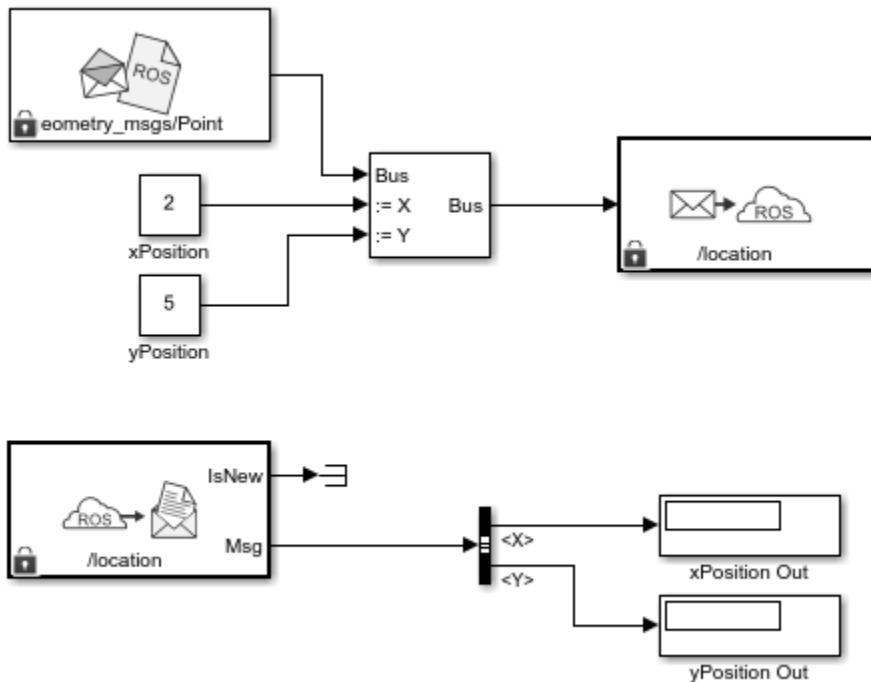 ROS
eometry_msgs/Point
2
xPosition
5
yPosition
Bus
:= X
:= Y
Bus
ROS
/location
ROS
/location
IsNew
Msg
<X>
<Y>
xPosition Out
yPosition Out